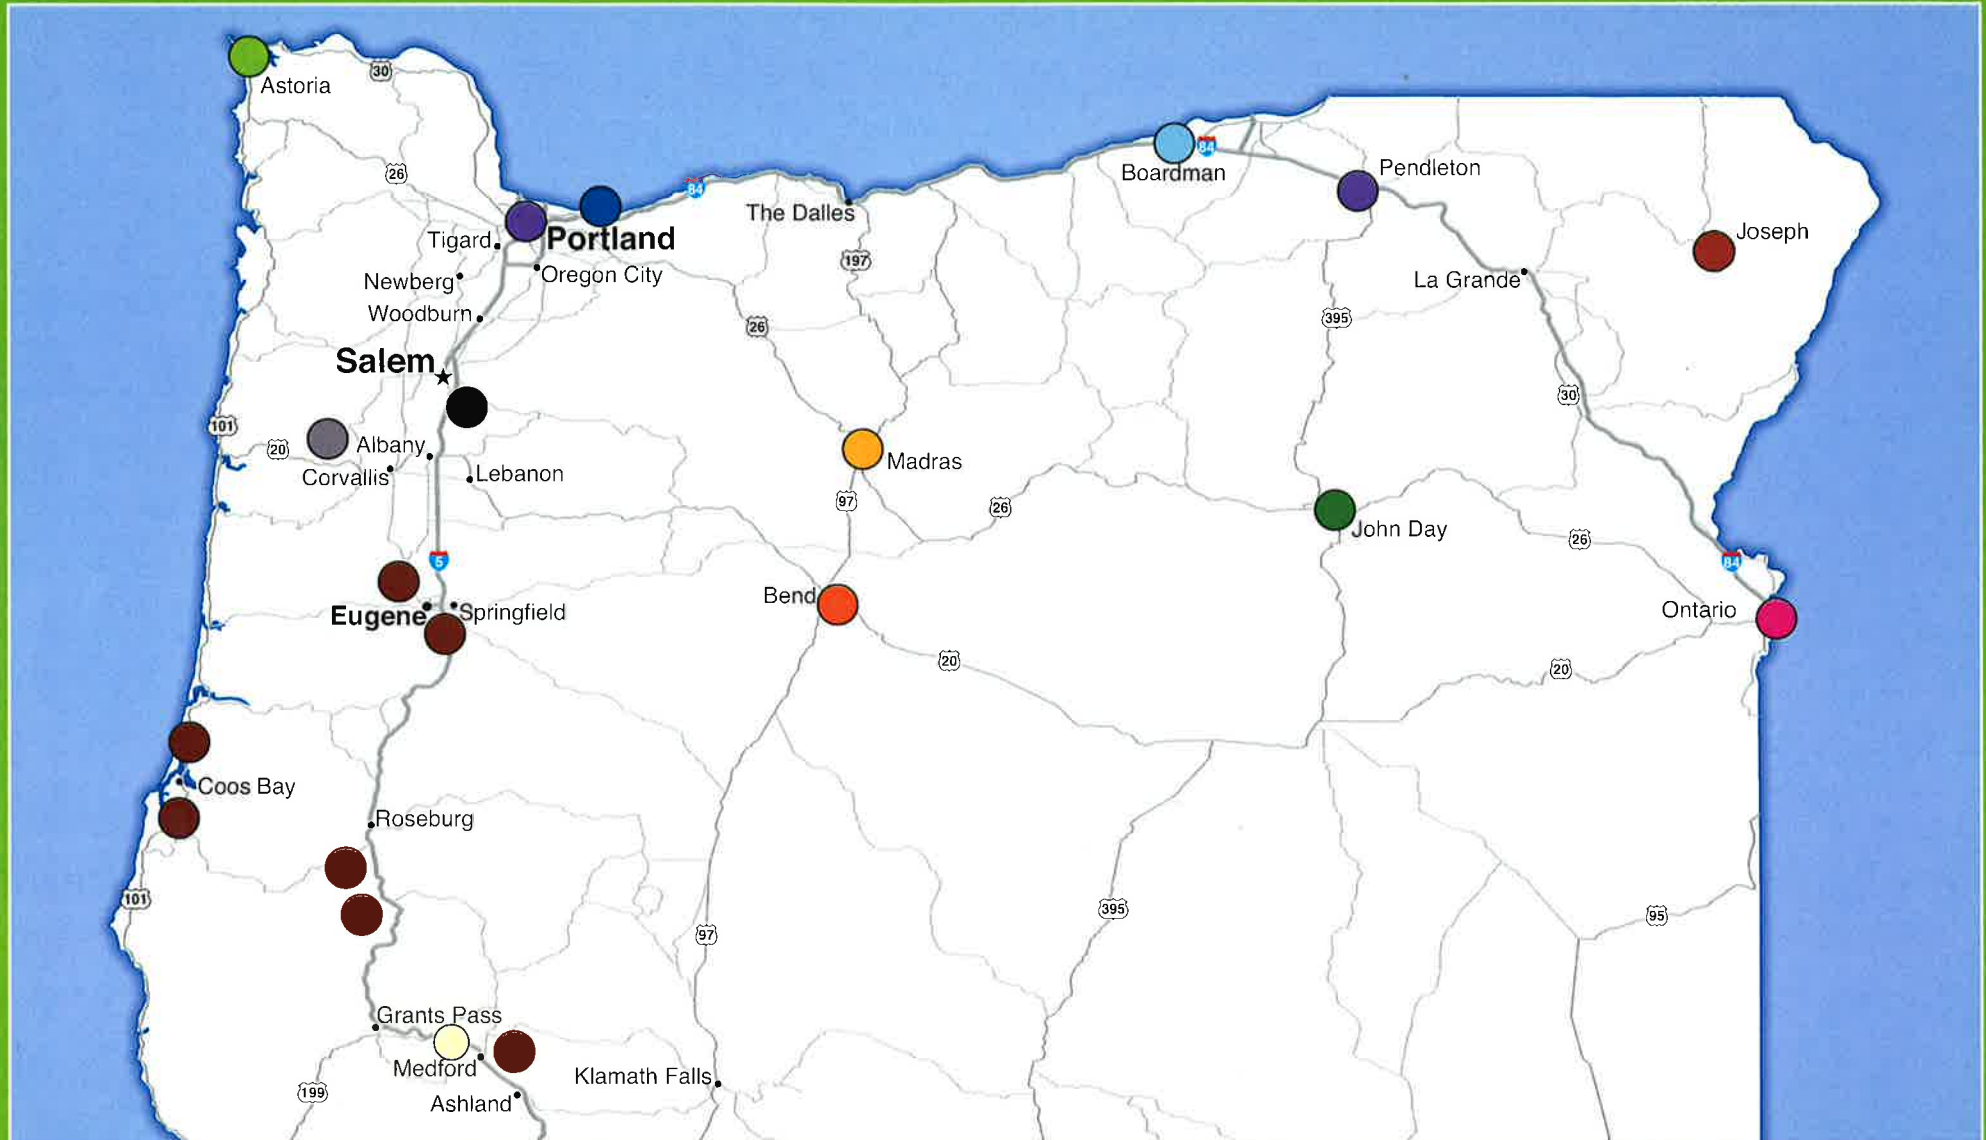 Astoria
30
26
84
Boardman
84
Pendleton
The Dalles
Joseph
Portland
Tigard
197
Oregon City
Newberg
La Grande
Woodburn
26
395
Salem
30
101
20
Albany
Madras
Corvallis
Lebanon
97
26
John Day
26
5
84
Bend
Eugene
Springfield
Ontario
20
20
Coos Bay
Roseburg
101
395
95
97
Grants Pass
Medford
Klamath Falls
199
Ashland